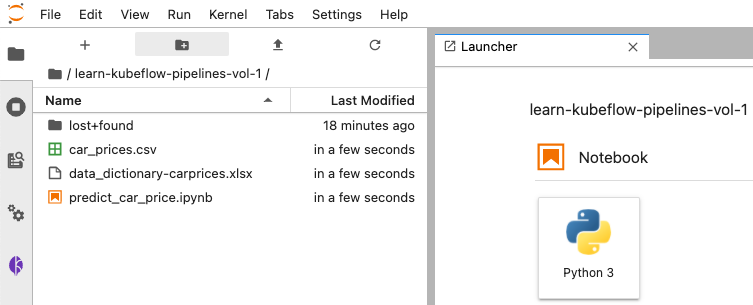 File Edit View Run Kernel Tabs Settings Help
Launcher
/ learn-kubeflow-pipelines-vol-1 /
Name Last Modified
lost+found 18 minutes ago
car_prices.csv in a few seconds
data_dictionary-carprices.xlsx in a few seconds
predict_car_price.ipynb in a few seconds
learn-kubeflow-pipelines-vol-1
Notebook
Python 3